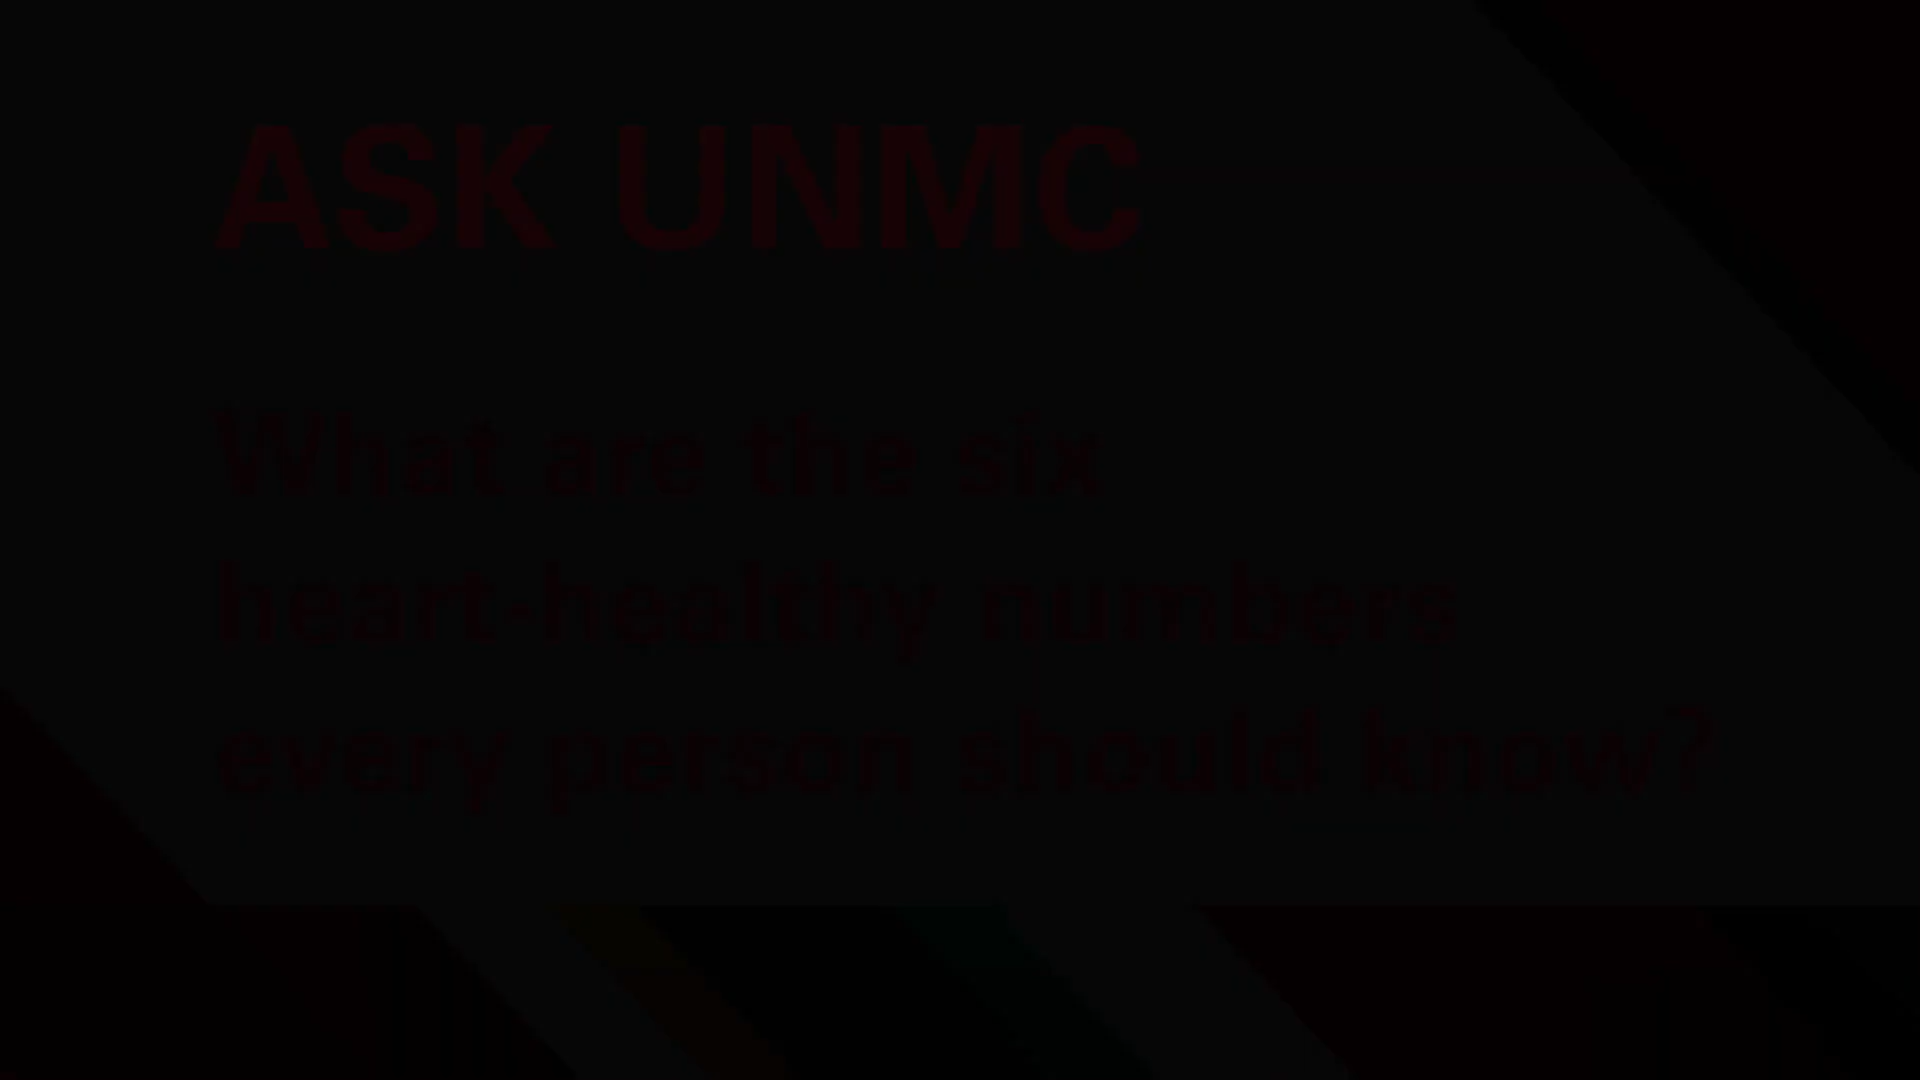 ASK UNMC
What are the six
heart-healthy numbers
every person should know?